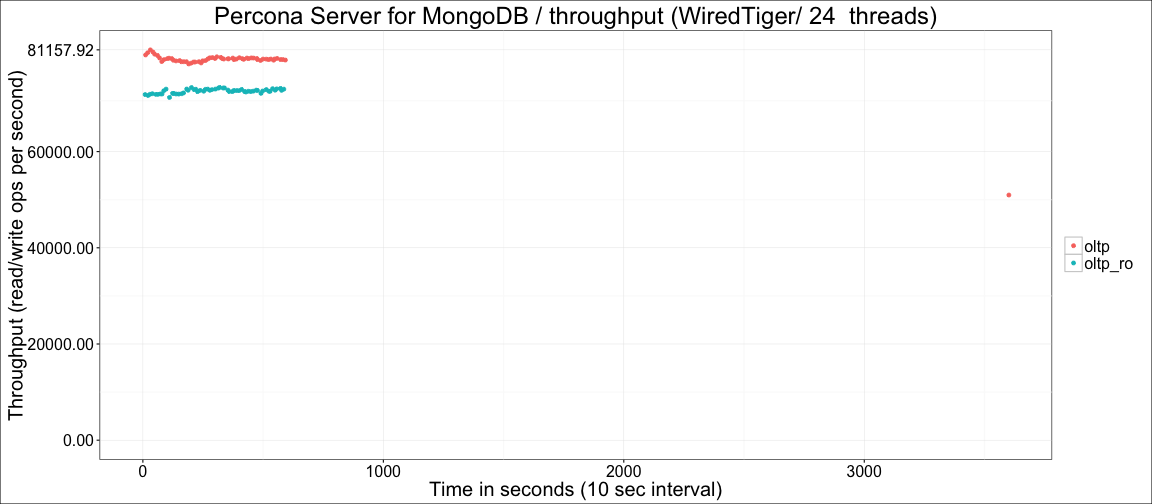 Percona Server for MongoDB / throughput (WiredTiger/ 24  threads)
Throughput (read/write ops per second)
81157.92
60000.00
40000.00
20000.00
0.00
0
1000
2000
3000
Time in seconds (10 sec interval)
oltp
oltp_ro